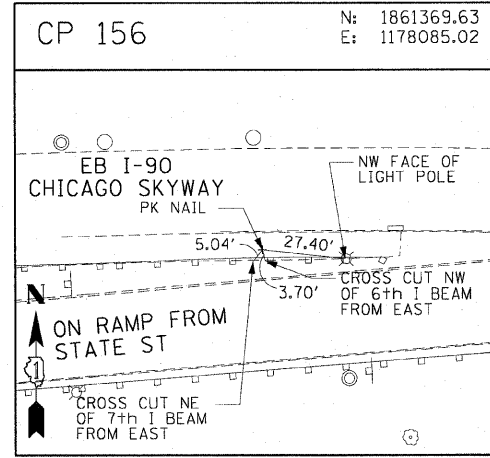 CP 156
N: 1861369.63
E: 1178085.02
EB I-90
CHICAGO SKYWAY
PK NAIL
NW FACE OF
LIGHT POLE
5.04'
27.40'
3.70'
CROSS CUT NW
OF 6th I BEAM
FROM EAST
N
ON RAMP FROM
STATE ST
1
CROSS CUT NE
OF 7th I BEAM
FROM EAST